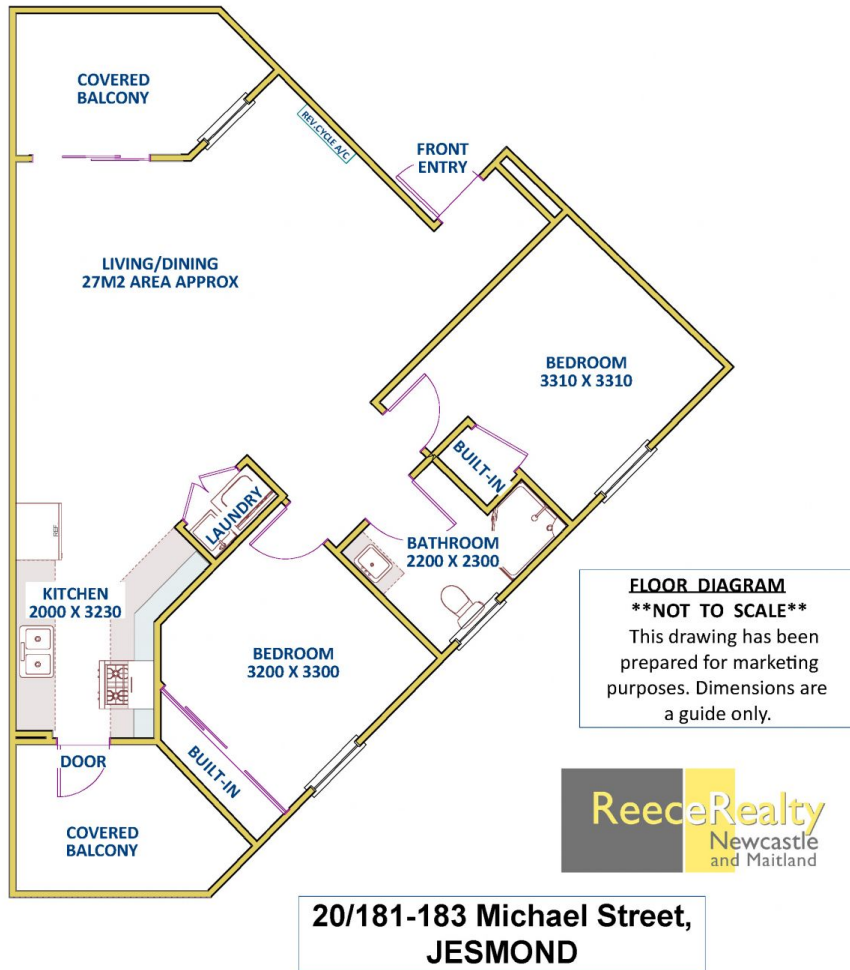 COVERED
BALCONY
REV.CYCLE A/C
FRONT
ENTRY
LIVING/DINING
27M2 AREA APPROX
BEDROOM
3310 X 3310
BUILT-IN
LAUNDRY
BATHROOM
2200 X 2300
REF
KITCHEN
2000 X 3230
BEDROOM
3200 X 3300
BUILT-IN
DOOR
COVERED
BALCONY
FLOOR DIAGRAM
**NOT TO SCALE**
This drawing has been
prepared for marketing
purposes. Dimensions are
a guide only.
ReeceRealty
Newcastle
and Maitland
20/181-183 Michael Street,
JESMOND